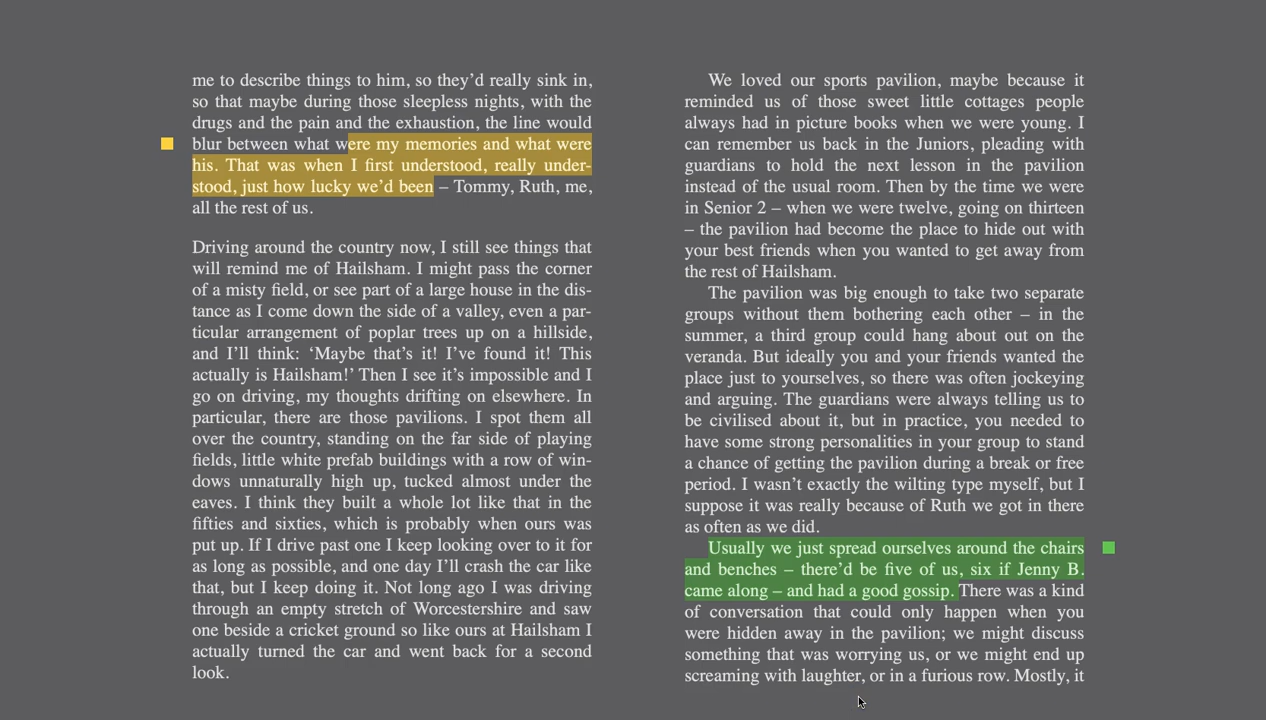 me to describe things to him, so they’d really sink in,
so that maybe during those sleepless nights, with the
drugs and the pain and the exhaustion, the line would
blur between what were my memories and what were
his. That was when I first understood, really under-
stood, just how lucky we’d been – Tommy, Ruth, me,
all the rest of us.
Driving around the country now, I still see things that
will remind me of Hailsham. I might pass the corner
of a misty field, or see part of a large house in the dis-
tance as I come down the side of a valley, even a par-
ticular arrangement of poplar trees up on a hillside,
and I’ll think: ‘Maybe that’s it! I’ve found it! This
actually is Hailsham!’ Then I see it’s impossible and I
go on driving, my thoughts drifting on elsewhere. In
particular, there are those pavilions. I spot them all
over the country, standing on the far side of playing
fields, little white prefab buildings with a row of win-
dows unnaturally high up, tucked almost under the
eaves. I think they built a whole lot like that in the
fifties and sixties, which is probably when ours was
put up. If I drive past one I keep looking over to it for
as long as possible, and one day I’ll crash the car like
that, but I keep doing it. Not long ago I was driving
through an empty stretch of Worcestershire and saw
one beside a cricket ground so like ours at Hailsham I
actually turned the car and went back for a second
look.
We loved our sports pavilion, maybe because it
reminded us of those sweet little cottages people
always had in picture books when we were young. I
can remember us back in the Juniors, pleading with
guardians to hold the next lesson in the pavilion
instead of the usual room. Then by the time we were
in Senior 2 – when we were twelve, going on thirteen
– the pavilion had become the place to hide out with
your best friends when you wanted to get away from
the rest of Hailsham.
The pavilion was big enough to take two separate
groups without them bothering each other – in the
summer, a third group could hang about out on the
veranda. But ideally you and your friends wanted the
place just to yourselves, so there was often jockeying
and arguing. The guardians were always telling us to
be civilised about it, but in practice, you needed to
have some strong personalities in your group to stand
a chance of getting the pavilion during a break or free
period. I wasn’t exactly the wilting type myself, but I
suppose it was really because of Ruth we got in there
as often as we did.
Usually we just spread ourselves around the chairs
and benches – there’d be five of us, six if Jenny B.
came along – and had a good gossip. There was a kind
of conversation that could only happen when you
were hidden away in the pavilion; we might discuss
something that was worrying us, or we might end up
screaming with laughter, or in a furious row. Mostly, it